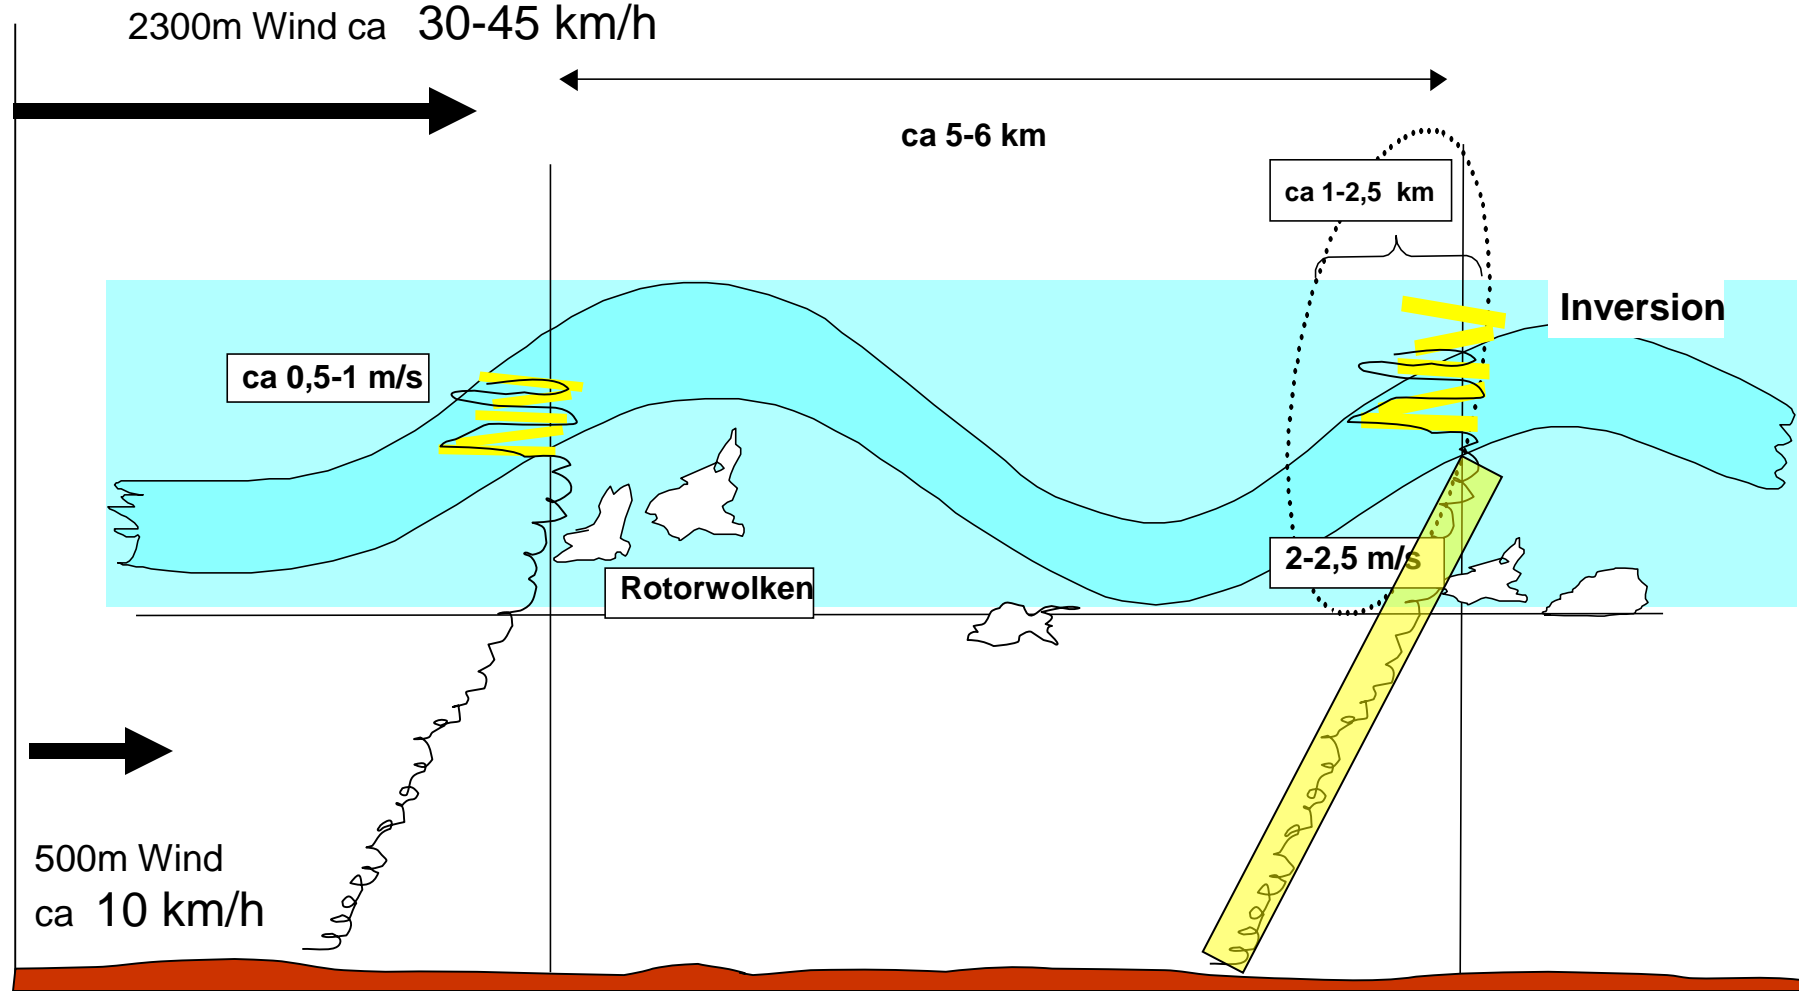 2300m Wind ca 30-45 km/h
ca 5-6 km
ca 1-2,5 km
Inversion
ca 0,5-1 m/s
2-2,5 m/s
Rotorwolken
500m Wind
ca 10 km/h